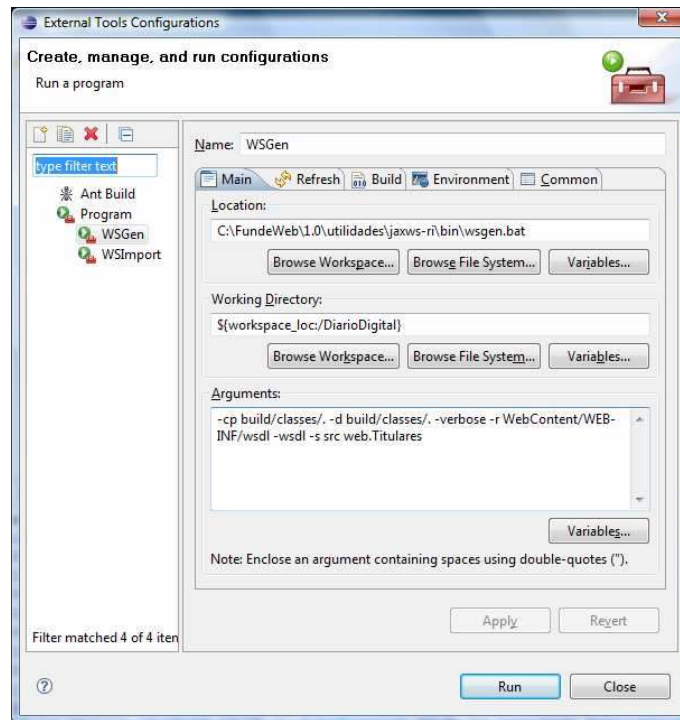 External Tools Configurations
Create, manage, and run configurations
Run a program
type filter text
Ant Build
Program
WSGen
WSImport
Filter matched 4 of 4 iten
Name: WSGen
Main Refresh Build Environment Common
Location:
C:\FundeWeb\1.0\utilidades\jaxws-ri\bin\wsgen.bat
Browse Workspace... Browse File System... Variables...
Working Directory:
${workspace_loc:/DiarioDigital}
Browse Workspace... Browse File System... Variables...
Arguments:
-cp build/classes/. -d build/classes/. -verbose -r WebContent/WEB-
INF/wsdl -wsdl -s src web.Titulares
Variables...
Note: Enclose an argument containing spaces using double-quotes (").
Apply Revert
Run Close